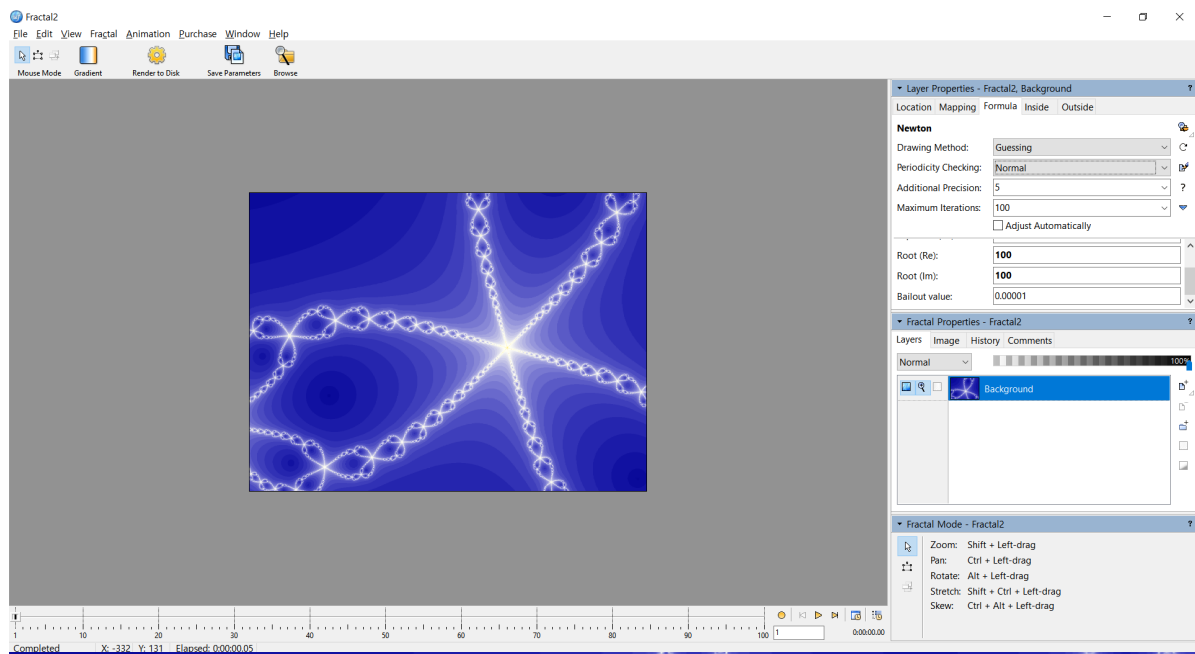 Fractal2
File Edit View Fractal Animation Purchase Window Help
Mouse Mode Gradient Render to Disk Save Parameters Browse
Layer Properties - Fractal2, Background ?
Location Mapping Formula Inside Outside
Newton
Drawing Method: Guessing
Periodicity Checking: Normal
Additional Precision: 5 ?
Maximum Iterations: 100
Adjust Automatically
Root (Re): 100
Root (Im): 100
Bailout value: 0.00001
Fractal Properties - Fractal2 ?
Layers Image History Comments
Normal 100%
Background
Fractal Mode - Fractal2 ?
Zoom: Shift + Left-drag
Pan: Ctrl + Left-drag
Rotate: Alt + Left-drag
Stretch: Shift + Ctrl + Left-drag
Skew: Ctrl + Alt + Left-drag
1 10 20 30 40 50 60 70 80 90 100 1 0:00:00.00
Completed X: -332 Y: 131 Elapsed: 0:00:00.05